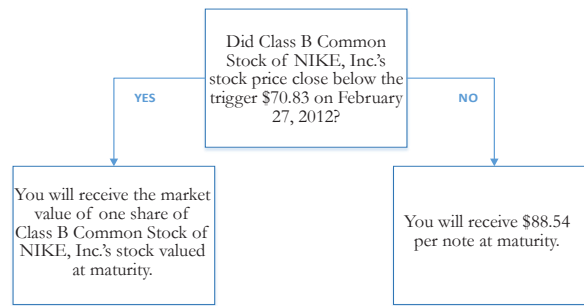 Did Class B Common
Stock of NIKE, Inc.'s
stock price close below the
trigger $70.83 on February
27, 2012?
YES
NO
You will receive the market
value of one share of
Class B Common Stock of
NIKE, Inc.'s stock valued
at maturity.
You will receive $88.54
per note at maturity.